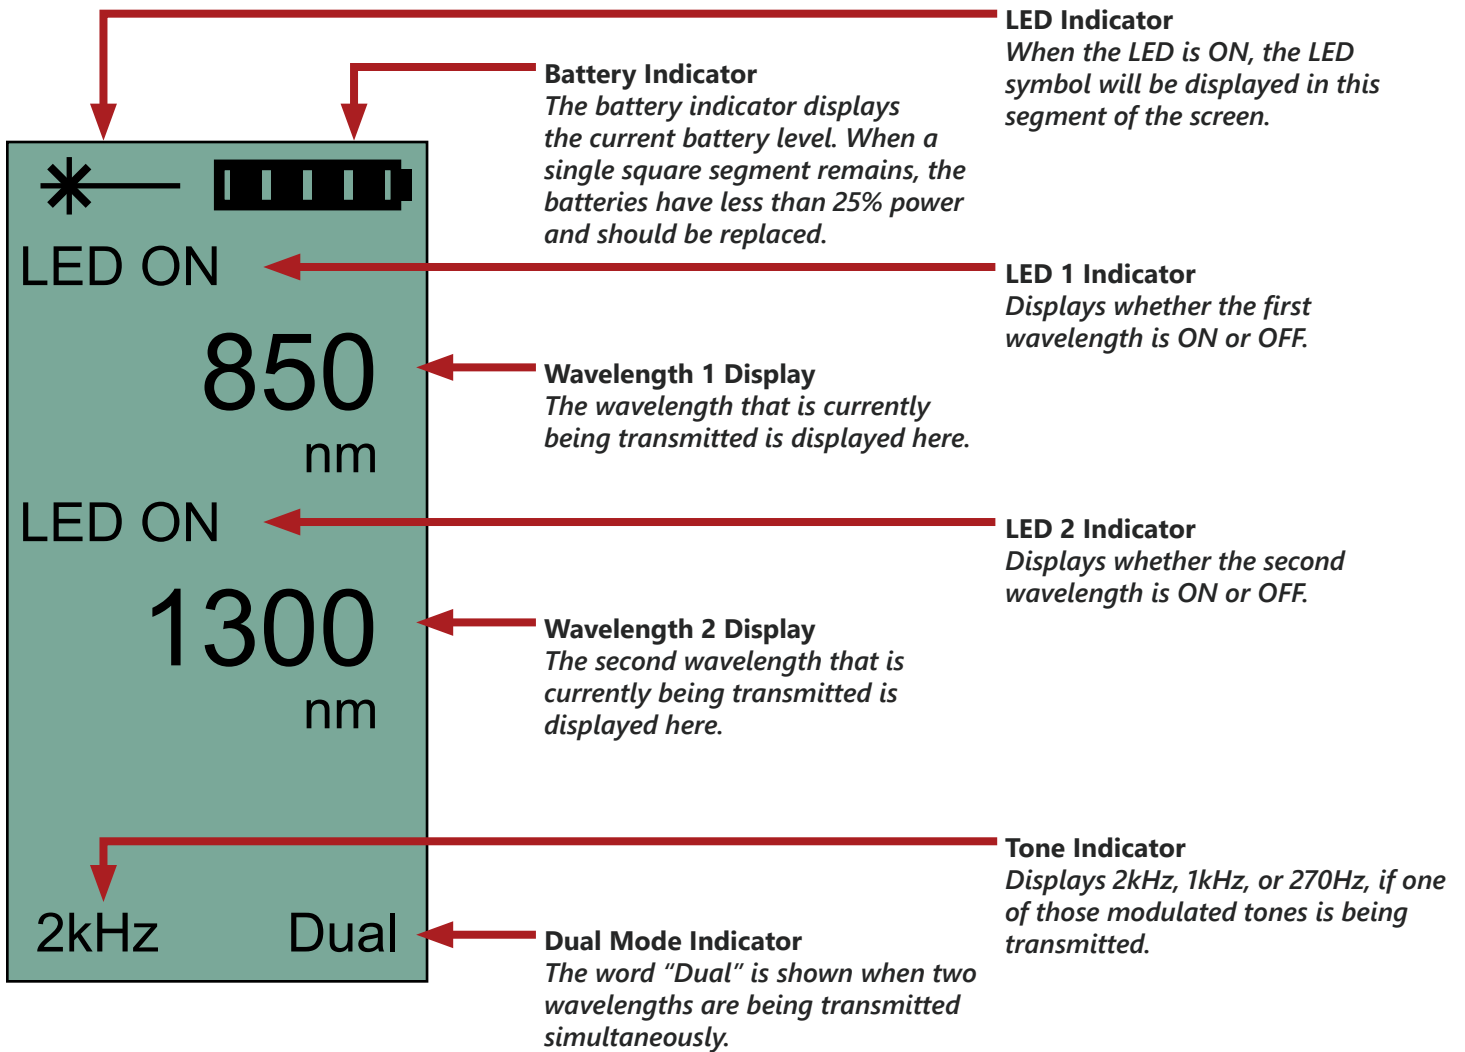 LED Indicator
When the LED is ON, the LED
symbol will be displayed in this
segment of the screen.
Battery Indicator
The battery indicator displays
the current battery level. When a
single square segment remains, the
batteries have less than 25% power
and should be replaced.
LED ON
LED 1 Indicator
Displays whether the first
wavelength is ON or OFF.
850
nm
Wavelength 1 Display
The wavelength that is currently
being transmitted is displayed here.
LED ON
LED 2 Indicator
Displays whether the second
wavelength is ON or OFF.
1300
nm
Wavelength 2 Display
The second wavelength that is
currently being transmitted is
displayed here.
Tone Indicator
Displays 2kHz, 1kHz, or 270Hz, if one
of those modulated tones is being
transmitted.
2kHz Dual
Dual Mode Indicator
The word “Dual” is shown when two
wavelengths are being transmitted
simultaneously.